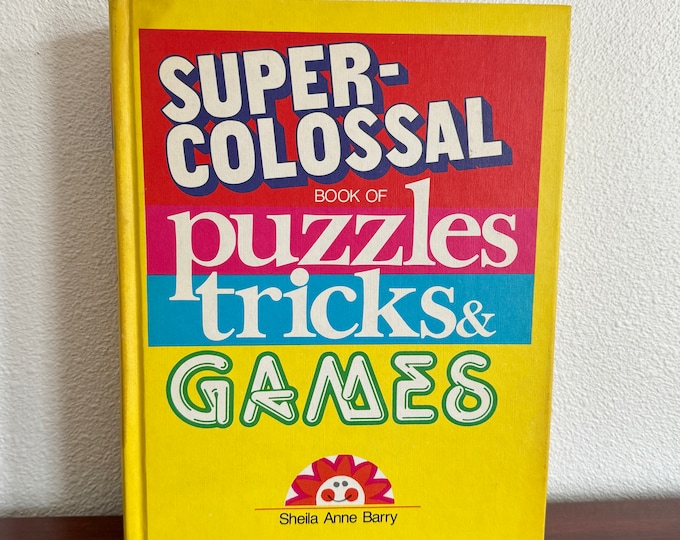 SUPER-
COLOSSAL
BOOK OF
puzzles
tricks &
GAMES
Sheila Anne Barry